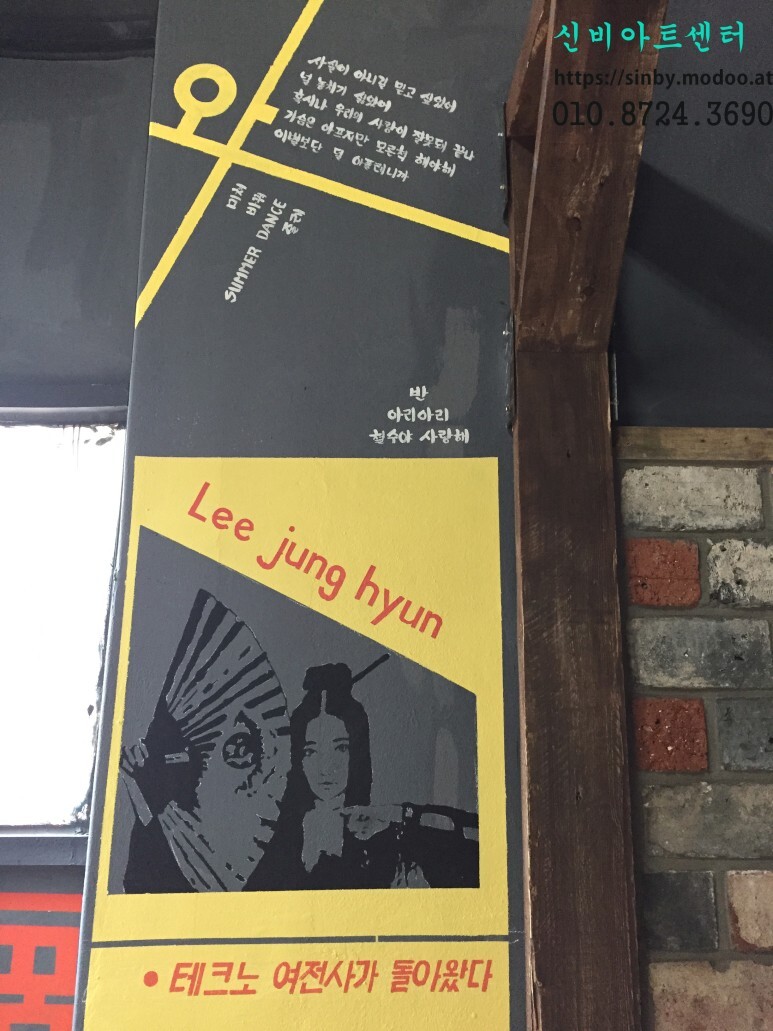 신비아트센터
https://sinby.modoo.at
010.8724.3690
와
사실이 아니길 믿고 싶었어
널 놓치기 싫었어
혹시나 우리의 사랑이 잘못돼 끝나
가슴은 아프지만 모른척 해야해
이별보단 덜 아플테니까
미쳐
바꿔
SUMMER DANCE
줄래
반
아리아리
철수야 사랑해
Lee jung hyun
• 테크노 여전사가 돌아왔다